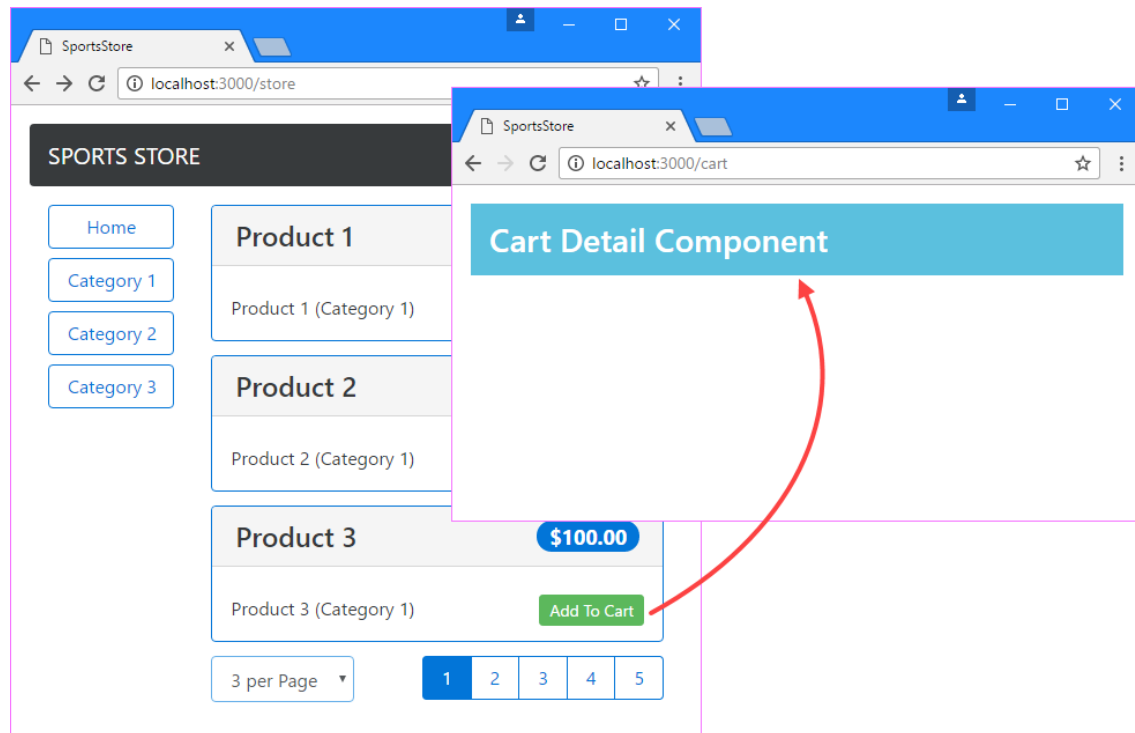 SportsStore
localhost:3000/store
SPORTS STORE
Home
Category 1
Category 2
Category 3
Product 1
Product 1 (Category 1)
Product 2
Product 2 (Category 1)
Product 3
$100.00
Product 3 (Category 1)
Add To Cart
3 per Page
1 2 3 4 5
SportsStore
localhost:3000/cart
Cart Detail Component